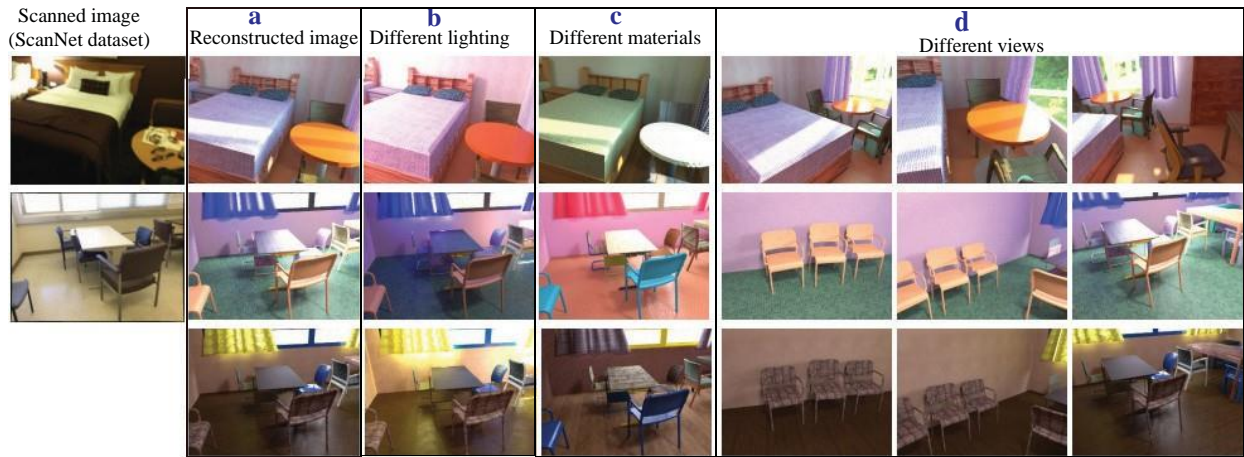 Scanned image
(ScanNet dataset)
a
Reconstructed image
b
Different lighting
c
Different materials
d
Different views